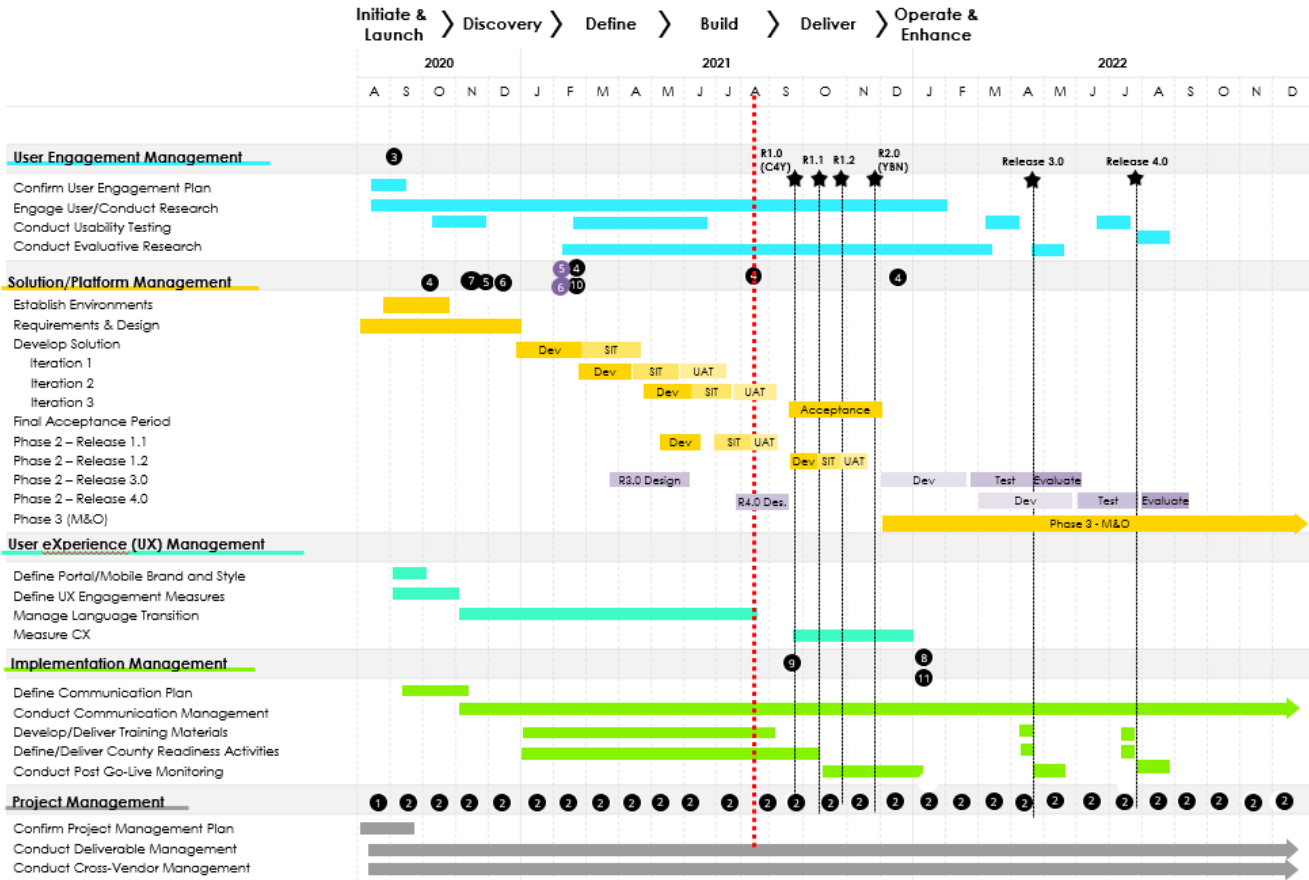 Initiate & Launch Discovery Define Build Deliver Operate & Enhance
2020 2021 2022
A S O N D J F M A M J J A S O N D J F M A M J J A S O N D
User Engagement Management 3 R1.0 (C4Y) R1.1 R1.2 R2.0 (YBN) Release 3.0 Release 4.0
Confirm User Engagement Plan
Engage User/Conduct Research
Conduct Usability Testing
Conduct Evaluative Research
Solution/Platform Management 4 7 5 6 5 4 6 10 4 4
Establish Environments
Requirements & Design
Develop Solution Dev SIT
Iteration 1 Dev SIT UAT
Iteration 2 Dev SIT UAT
Iteration 3 Acceptance
Final Acceptance Period
Phase 2 – Release 1.1 Dev SIT UAT
Phase 2 – Release 1.2 Dev SIT UAT
Phase 2 – Release 3.0 R3.0 Design Dev Test Evaluate
Phase 2 – Release 4.0 R4.0 Des. Dev Test Evaluate
Phase 3 (M&O) Phase 3 - M&O
User eXperience (UX) Management
Define Portal/Mobile Brand and Style
Define UX Engagement Measures
Manage Language Transition
Measure CX
Implementation Management 9 8 11
Define Communication Plan
Conduct Communication Management
Develop/Deliver Training Materials
Define/Deliver County Readiness Activities
Conduct Post Go-Live Monitoring
Project Management 1 2 2 2 2 2 2 2 2 2 2 2 2 2 2 2 2 2 2 2 2 2 2 2 2 2 2 2 2
Confirm Project Management Plan
Conduct Deliverable Management
Conduct Cross-Vendor Management